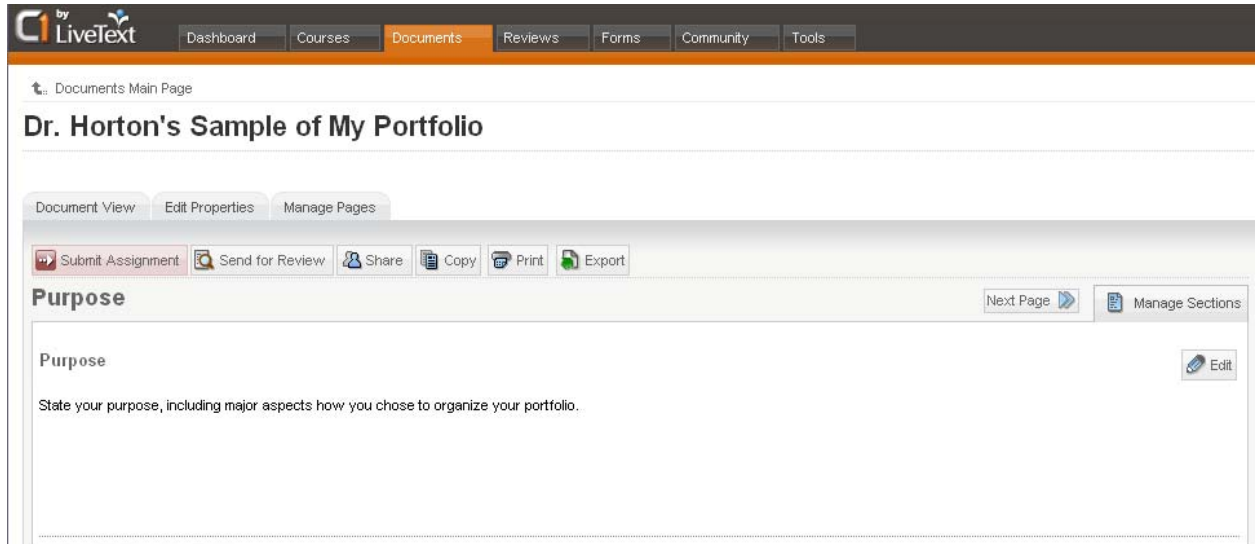 C1 by LiveText
Dashboard Courses Documents Reviews Forms Community Tools
Documents Main Page
Dr. Horton's Sample of My Portfolio
Document View Edit Properties Manage Pages
Submit Assignment Send for Review Share Copy Print Export
Purpose Next Page Manage Sections
Purpose Edit
State your purpose, including major aspects how you chose to organize your portfolio.